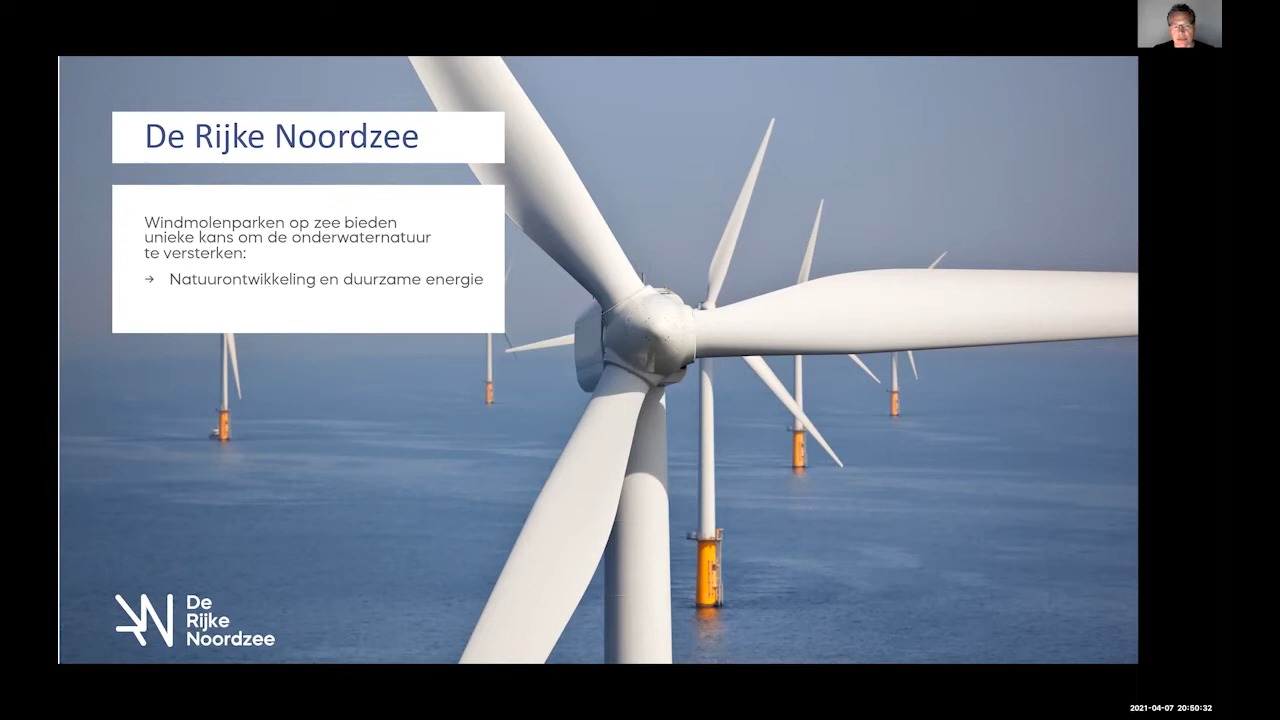 De Rijke Noordzee
Windmolenparken op zee bieden
unieke kans om de onderwaternatuur
te versterken:
→ Natuurontwikkeling en duurzame energie
De
Rijke
Noordzee
2021-04-07 20:50:32